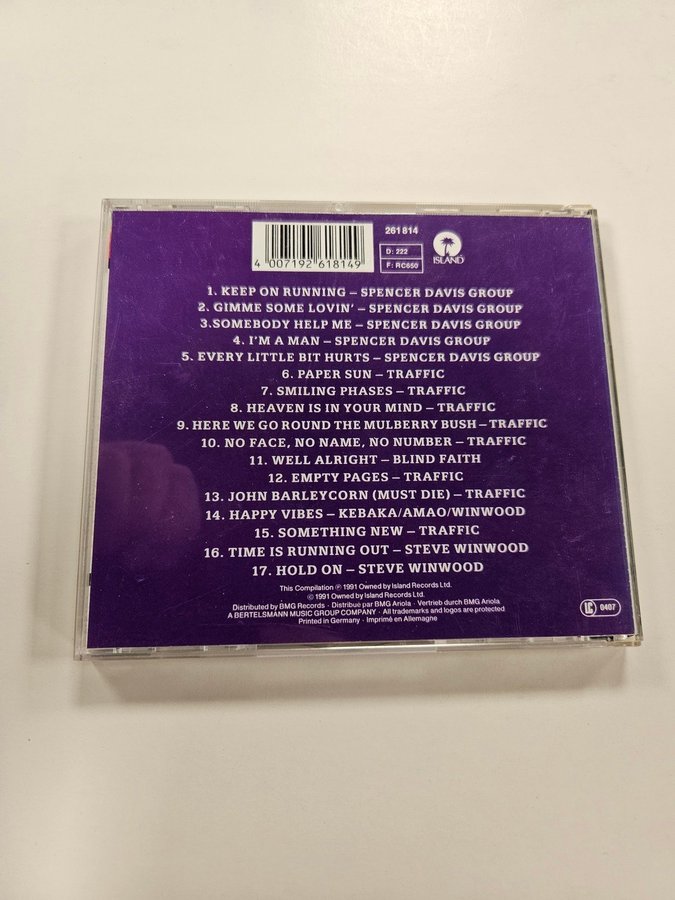 4 007192 618149
261 814
D: 222
F: RC650
ISLAND
1. KEEP ON RUNNING – SPENCER DAVIS GROUP
2. GIMME SOME LOVIN' – SPENCER DAVIS GROUP
3.SOMEBODY HELP ME – SPENCER DAVIS GROUP
4. I'M A MAN – SPENCER DAVIS GROUP
5. EVERY LITTLE BIT HURTS – SPENCER DAVIS GROUP
6. PAPER SUN – TRAFFIC
7. SMILING PHASES – TRAFFIC
8. HEAVEN IS IN YOUR MIND – TRAFFIC
9. HERE WE GO ROUND THE MULBERRY BUSH – TRAFFIC
10. NO FACE, NO NAME, NO NUMBER – TRAFFIC
11. WELL ALRIGHT – BLIND FAITH
12. EMPTY PAGES – TRAFFIC
13. JOHN BARLEYCORN (MUST DIE) – TRAFFIC
14. HAPPY VIBES – KEBAKA/AMAO/WINWOOD
15. SOMETHING NEW – TRAFFIC
16. TIME IS RUNNING OUT – STEVE WINWOOD
17. HOLD ON – STEVE WINWOOD
This Compilation ℗ 1991 Owned by Island Records Ltd.
© 1991 Owned by Island Records Ltd.
Distributed by BMG Records · Distribue par BMG Ariola · Vertrieb durch BMG Ariola
A BERTELSMANN MUSIC GROUP COMPANY · All trademarks and logos are protected
Printed in Germany · Imprimé en Allemagne
LC 0407